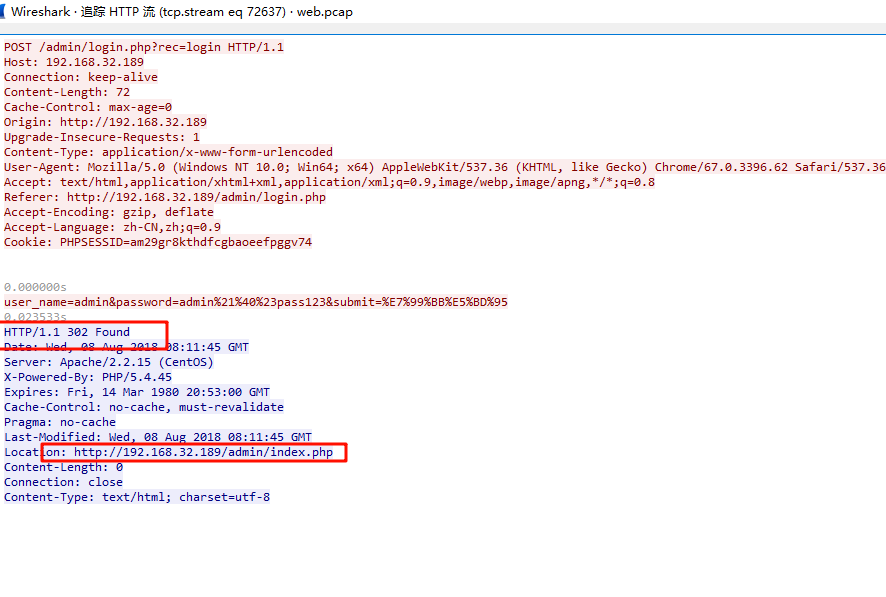 Wireshark · 追踪 HTTP 流 (tcp.stream eq 72637) · web.pcap
POST /admin/login.php?rec=login HTTP/1.1
Host: 192.168.32.189
Connection: keep-alive
Content-Length: 72
Cache-Control: max-age=0
Origin: http://192.168.32.189
Upgrade-Insecure-Requests: 1
Content-Type: application/x-www-form-urlencoded
User-Agent: Mozilla/5.0 (Windows NT 10.0; Win64; x64) AppleWebKit/537.36 (KHTML, like Gecko) Chrome/67.0.3396.62 Safari/537.36
Accept: text/html,application/xhtml+xml,application/xml;q=0.9,image/webp,image/apng,*/*;q=0.8
Referer: http://192.168.32.189/admin/login.php
Accept-Encoding: gzip, deflate
Accept-Language: zh-CN,zh;q=0.9
Cookie: PHPSESSID=am29gr8kthdfcgbaoeefpggv74
0.000000s
user_name=admin&password=admin%21%40%23pass123&submit=%E7%99%BB%E5%BD%95
0.023533s
HTTP/1.1 302 Found
Date: Wed, 08 Aug 2018 08:11:45 GMT
Server: Apache/2.2.15 (CentOS)
X-Powered-By: PHP/5.4.45
Expires: Fri, 14 Mar 1980 20:53:00 GMT
Cache-Control: no-cache, must-revalidate
Pragma: no-cache
Last-Modified: Wed, 08 Aug 2018 08:11:45 GMT
Location: http://192.168.32.189/admin/index.php
Content-Length: 0
Connection: close
Content-Type: text/html; charset=utf-8